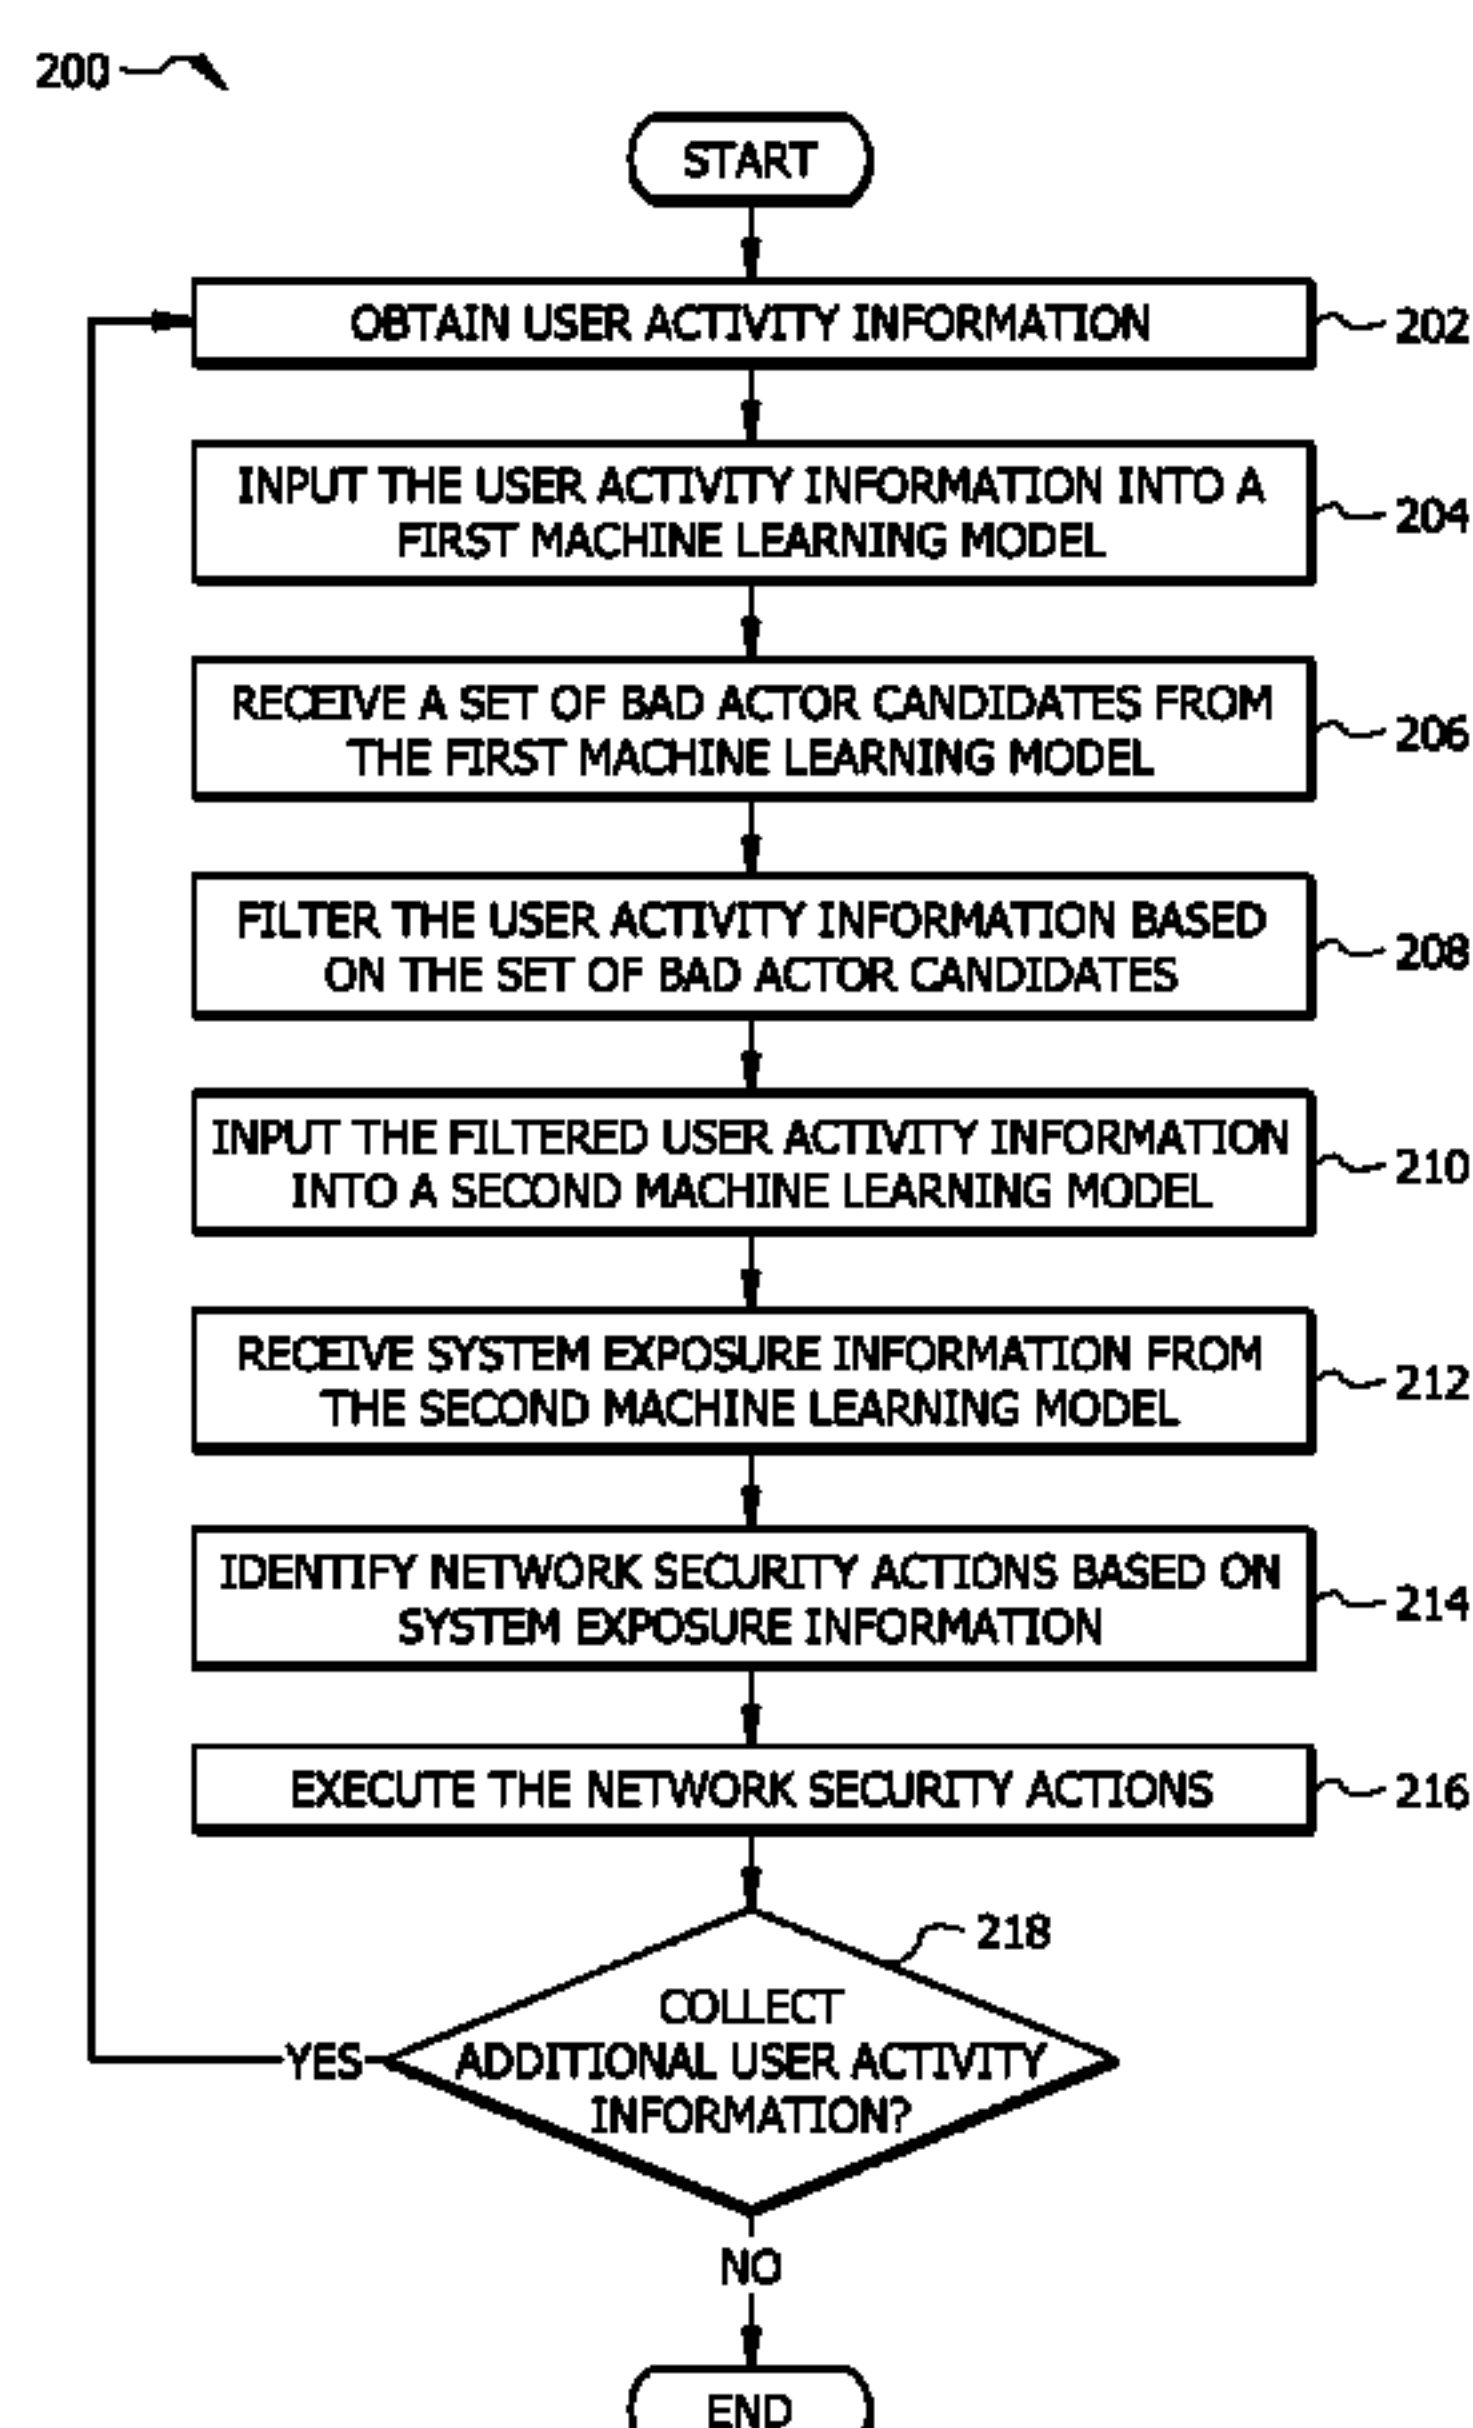 200
START
OBTAIN USER ACTIVITY INFORMATION
202
INPUT THE USER ACTIVITY INFORMATION INTO A
FIRST MACHINE LEARNING MODEL
204
RECEIVE A SET OF BAD ACTOR CANDIDATES FROM
THE FIRST MACHINE LEARNING MODEL
206
FILTER THE USER ACTIVITY INFORMATION BASED
ON THE SET OF BAD ACTOR CANDIDATES
208
INPUT THE FILTERED USER ACTIVITY INFORMATION
INTO A SECOND MACHINE LEARNING MODEL
210
RECEIVE SYSTEM EXPOSURE INFORMATION FROM
THE SECOND MACHINE LEARNING MODEL
212
IDENTIFY NETWORK SECURITY ACTIONS BASED ON
SYSTEM EXPOSURE INFORMATION
214
EXECUTE THE NETWORK SECURITY ACTIONS
216
218
COLLECT
ADDITIONAL USER ACTIVITY
INFORMATION?
YES
NO
END